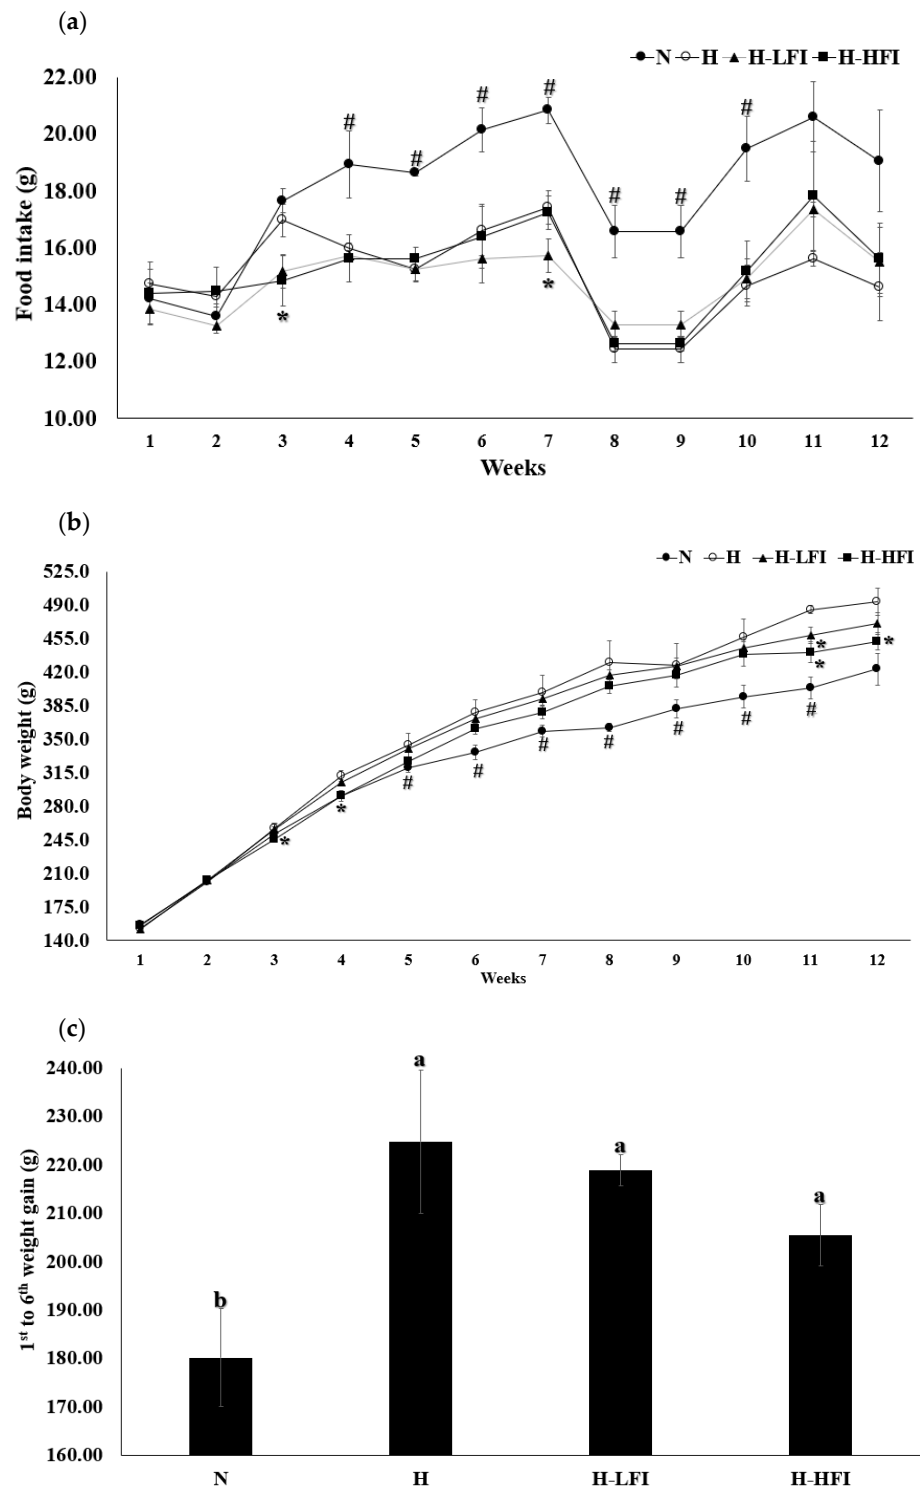 (a)
N H H-LFI H-HFI
22.00
20.00
18.00
16.00
14.00
12.00
10.00
Food intake (g)
# # # # # # #
* *
1 2 3 4 5 6 7 8 9 10 11 12
Weeks
(b)
N H H-LFI H-HFI
525.0
490.0
455.0
420.0
385.0
350.0
315.0
280.0
245.0
210.0
175.0
140.0
Body weight (g)
* * * * *
# # # # # # #
1 2 3 4 5 6 7 8 9 10 11 12
Weeks
(c)
240.00
230.00
220.00
210.00
200.00
190.00
180.00
170.00
160.00
1st to 6th weight gain (g)
b a a a
N H H-LFI H-HFI